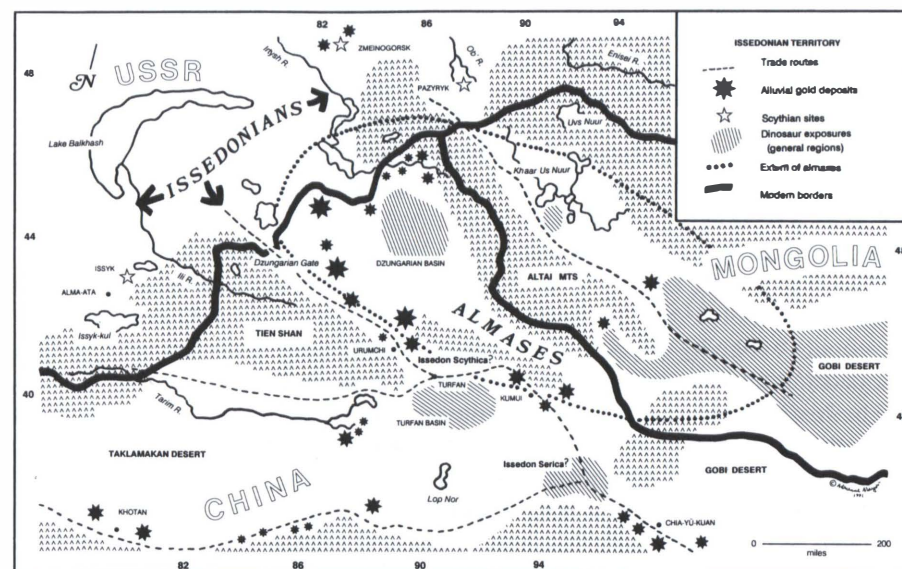 82
86
90
94
48
N
USSR
ZMEINOGORSK
Irtysh R.
Ob' R.
Enisei R.
PAZYRYK
Uvs Nuur
Lake Balkhash
ISSEDONIANS
Khaar Us Nuur
44
Dzungarian Gate
DZUNGARIAN BASIN
ALTAI MTS
MONGOLIA
ISSYK
ALMA-ATA
Ili R.
Issyk-kul
TIEN SHAN
ALMASES
URUMCHI
Issedon Scythica?
GOBI DESERT
40
TURFAN
KUMUI
Tarim R.
TURFAN BASIN
TAKLAMAKAN DESERT
Issedon Serica?
GOBI DESERT
CHINA
Lop Nor
KHOTAN
CHIA-YÜ-KUAN
0 200
miles
82
86
90
94
ISSEDONIAN TERRITORY
Trade routes
Alluvial gold deposits
Scythian sites
Dinosaur exposures
(general regions)
Extent of almases
Modern borders